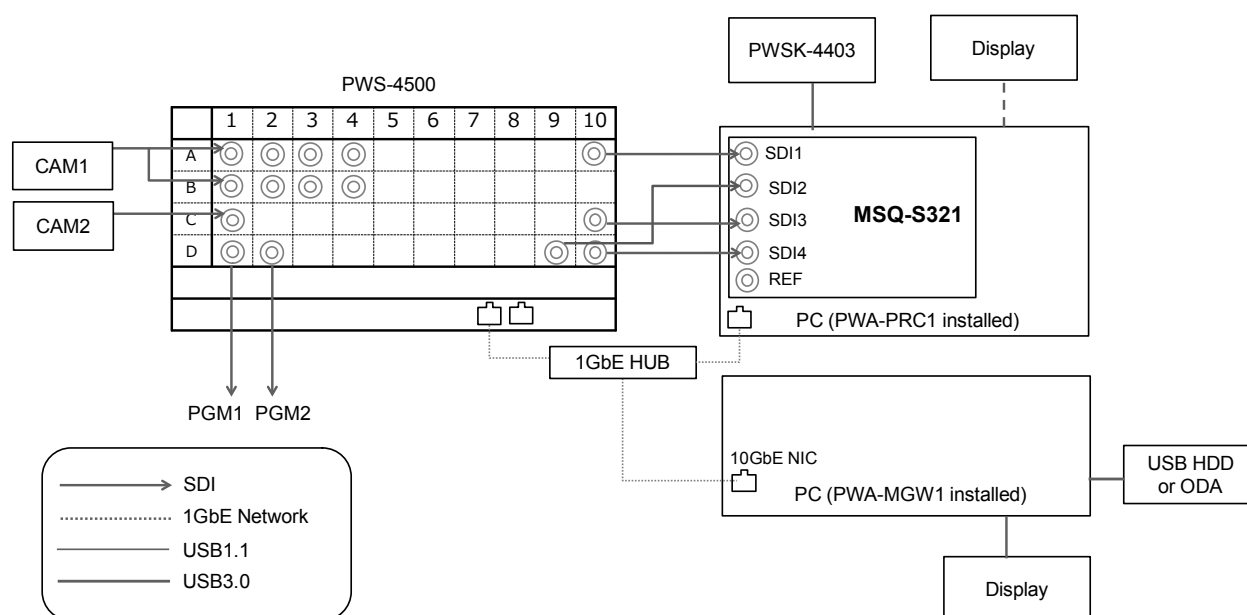 PWSK-4403
Display
PWS-4500
1 2 3 4 5 6 7 8 9 10
A
B
C
D
CAM1
CAM2
SDI1
SDI2
SDI3
SDI4
REF
MSQ-S321
PC (PWA-PRC1 installed)
1GbE HUB
PGM1 PGM2
10GbE NIC
PC (PWA-MGW1 installed)
USB HDD
or ODA
Display
SDI
1GbE Network
USB1.1
USB3.0